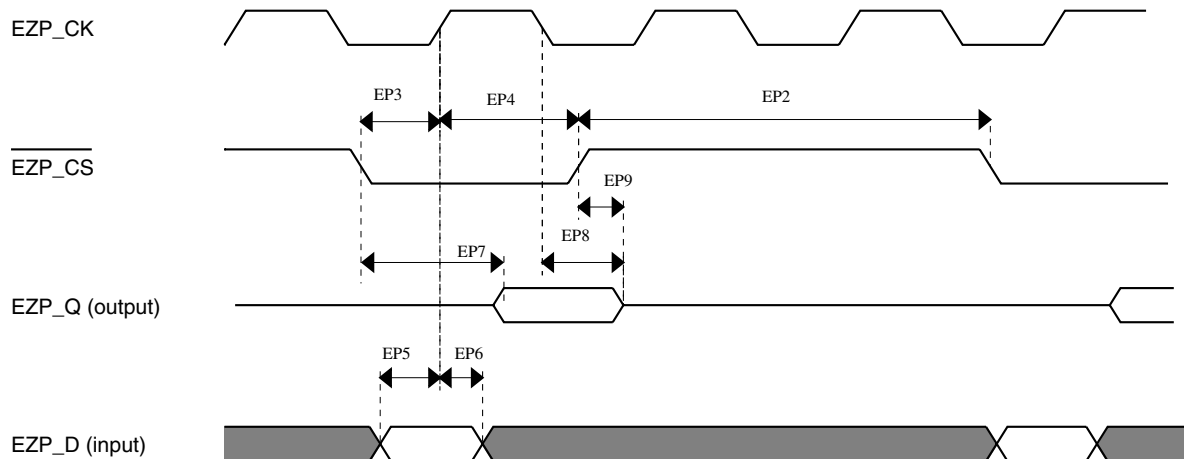 EZP_CK
EP3
EP4
EP2
EZP_CS
EP9
EP8
EP7
EZP_Q (output)
EP5
EP6
EZP_D (input)